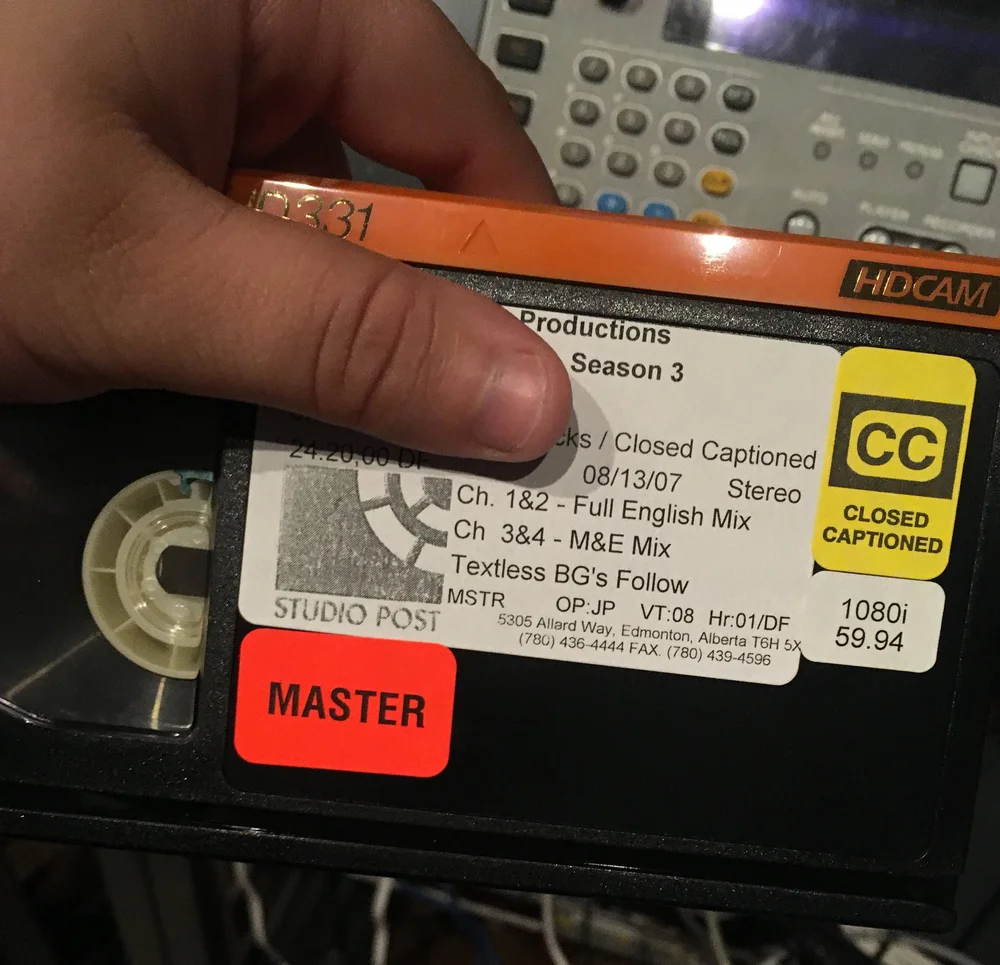 D331
HDCAM
Productions
Season 3
cks / Closed Captioned
24:20;00 DF
08/13/07 Stereo
Ch. 1&2 - Full English Mix
Ch 3&4 - M&E Mix
Textless BG's Follow
MSTR OP:JP VT:08 Hr:01/DF
STUDIO POST
5305 Allard Way, Edmonton, Alberta T6H 5X
(780) 436-4444 FAX. (780) 439-4596
CC
CLOSED
CAPTIONED
1080i
59.94
MASTER